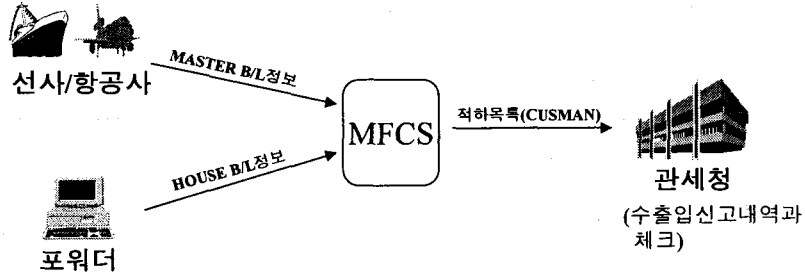 선사/항공사
MASTER B/L정보
MFCS
적하목록(CUSMAN)
HOUSE B/L정보
포워더
관세청
(수출입신고내역과
체크)